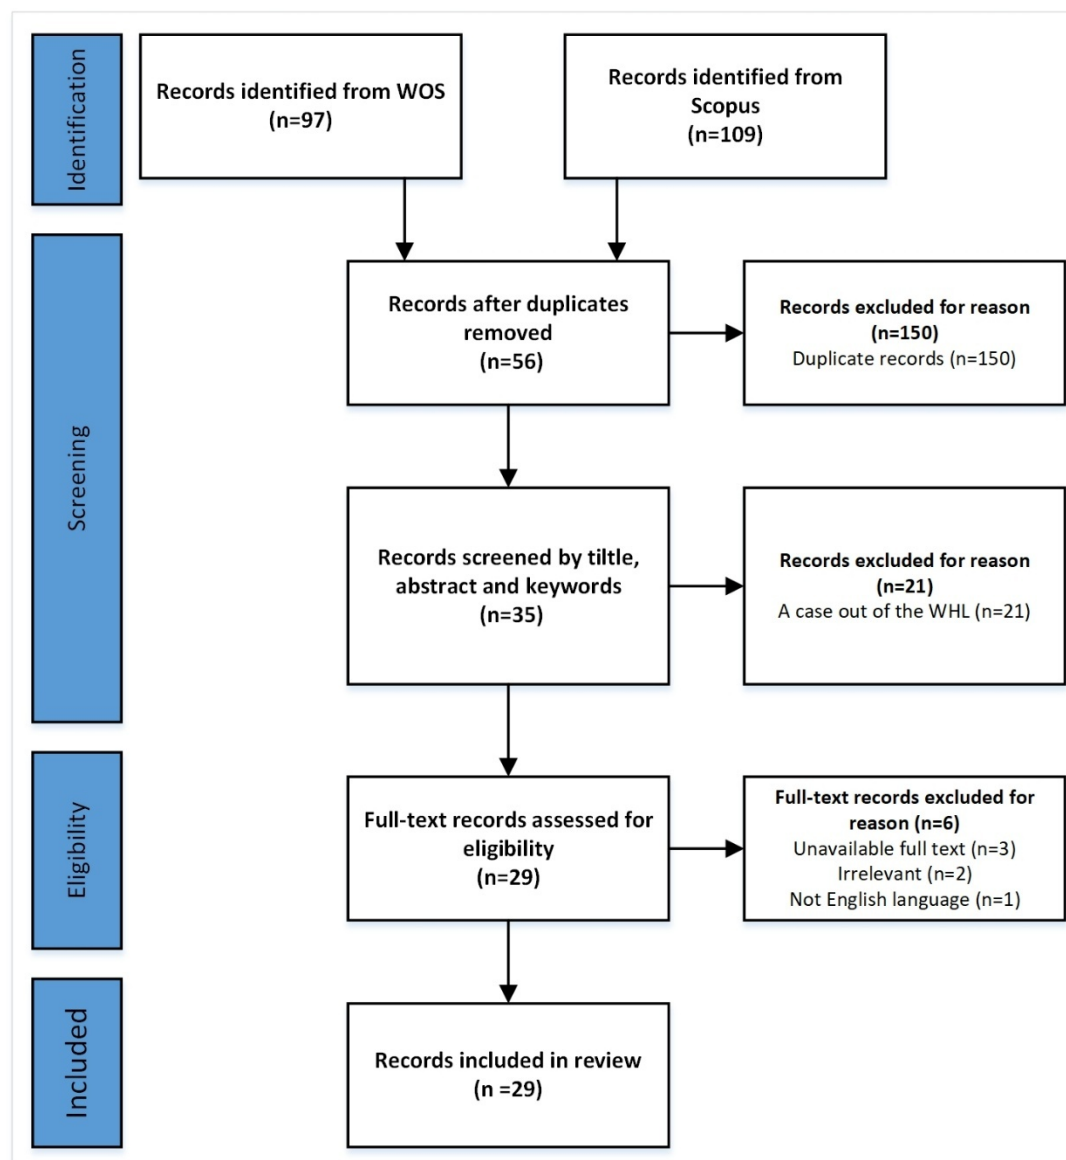 Identification
Records identified from WOS
(n=97)
Records identified from
Scopus
(n=109)
Screening
Records after duplicates
removed
(n=56)
Records excluded for reason
(n=150)
Duplicate records (n=150)
Records screened by tiltle,
abstract and keywords
(n=35)
Records excluded for reason
(n=21)
A case out of the WHL (n=21)
Eligibility
Full-text records assessed for
eligibility
(n=29)
Full-text records excluded for
reason (n=6)
Unavailable full text (n=3)
Irrelevant (n=2)
Not English language (n=1)
Included
Records included in review
(n =29)